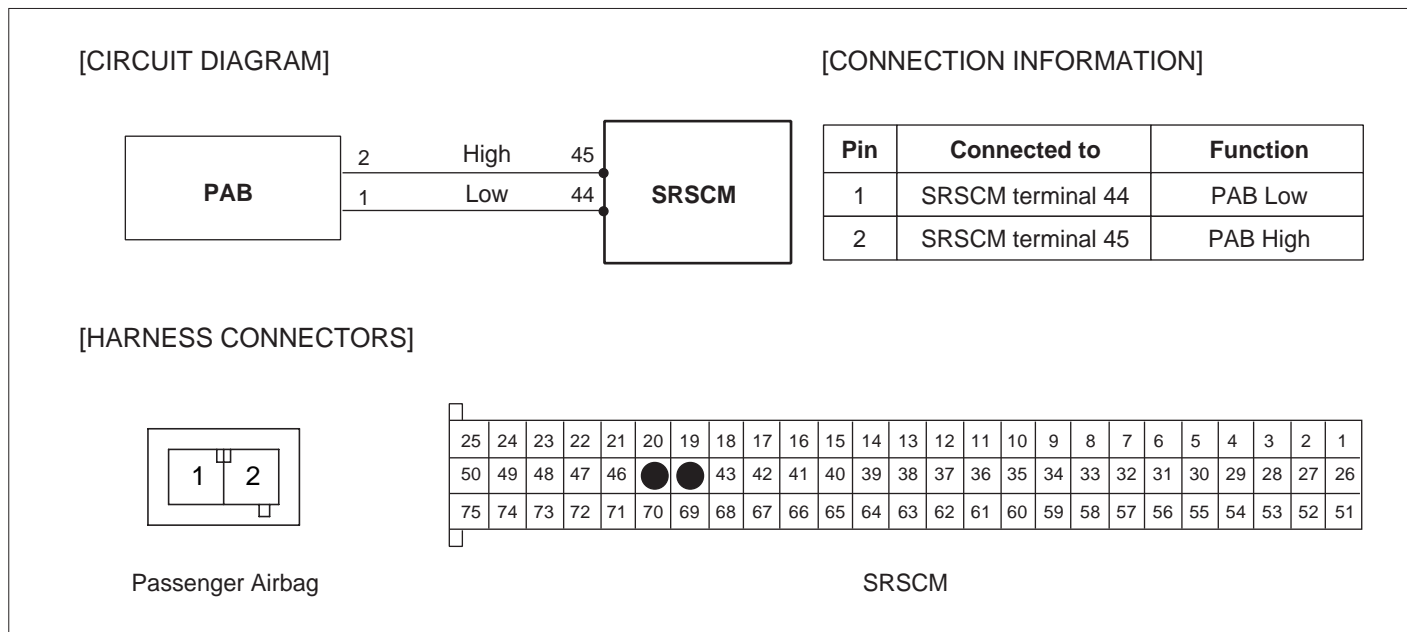 [CIRCUIT DIAGRAM]
[CONNECTION INFORMATION]
PAB
2 High 45
1 Low 44
SRSCM
Pin Connected to Function
1 SRSCM terminal 44 PAB Low
2 SRSCM terminal 45 PAB High
[HARNESS CONNECTORS]
1 2
25 24 23 22 21 20 19 18 17 16 15 14 13 12 11 10 9 8 7 6 5 4 3 2 1
50 49 48 47 46 43 42 41 40 39 38 37 36 35 34 33 32 31 30 29 28 27 26
75 74 73 72 71 70 69 68 67 66 65 64 63 62 61 60 59 58 57 56 55 54 53 52 51
Passenger Airbag
SRSCM